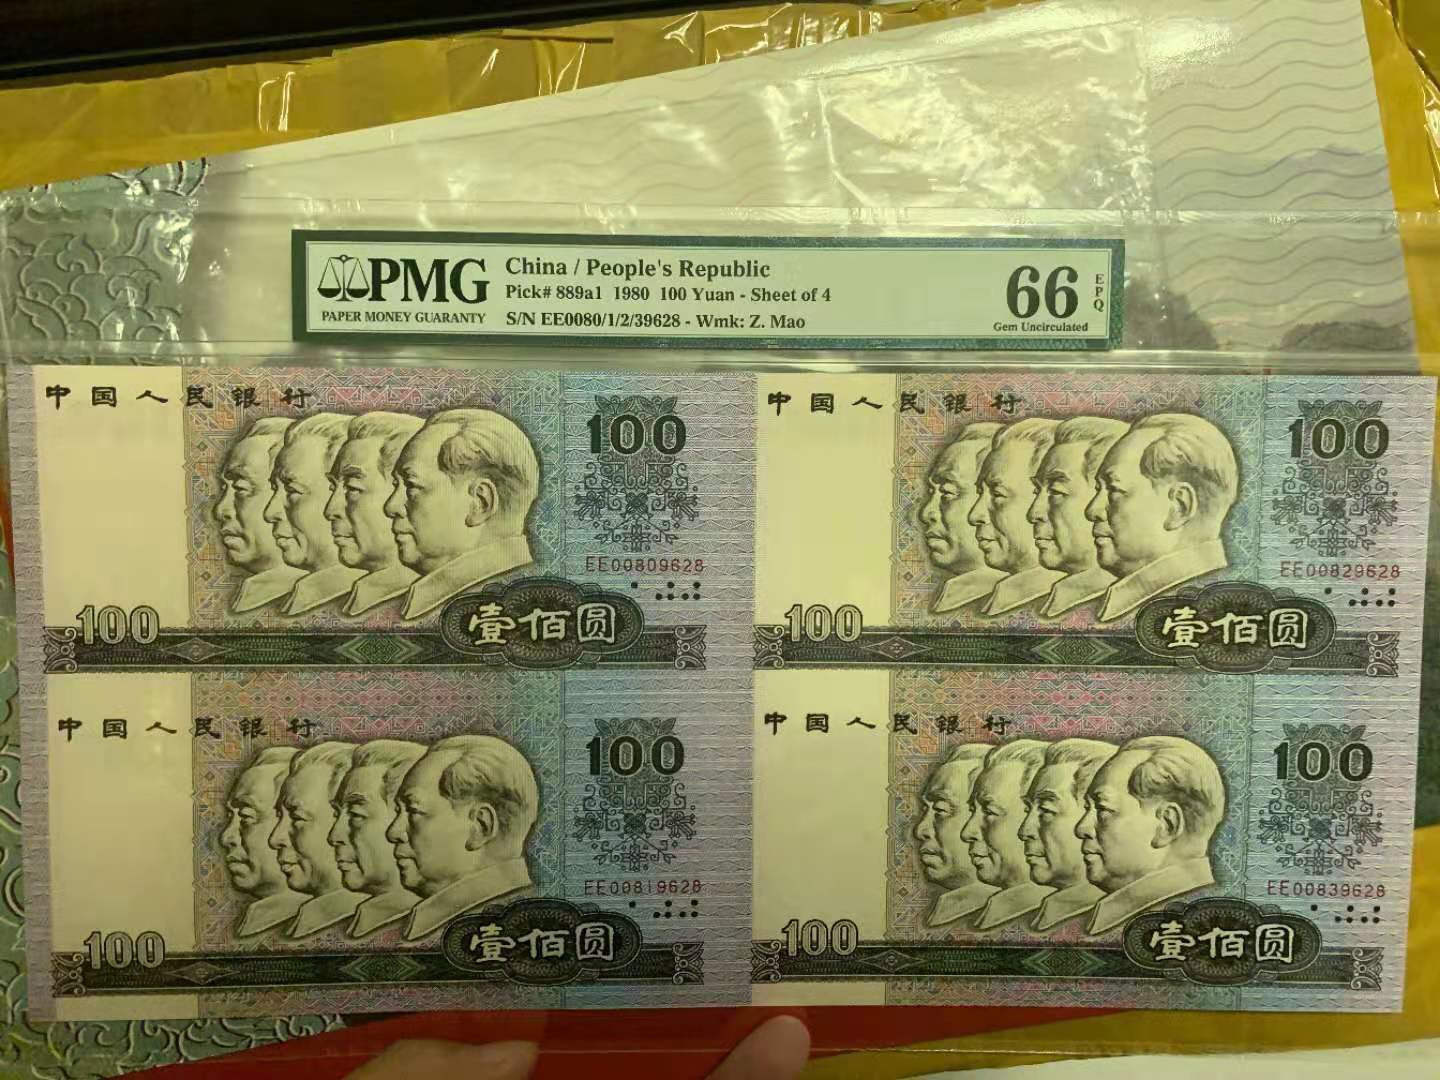 PMG
PAPER MONEY GUARANTY
China / People's Republic
Pick# 889a1 1980 100 Yuan - Sheet of 4
S/N EE0080/1/2/39628 - Wmk: Z. Mao
66 EPQ
Gem Uncirculated
中国人民银行
100
EE00809628
100
壹佰圆
中国人民银行
100
EE00829628
100
壹佰圆
中国人民银行
100
EE00819628
100
壹佰圆
中国人民银行
100
EE00839628
100
壹佰圆